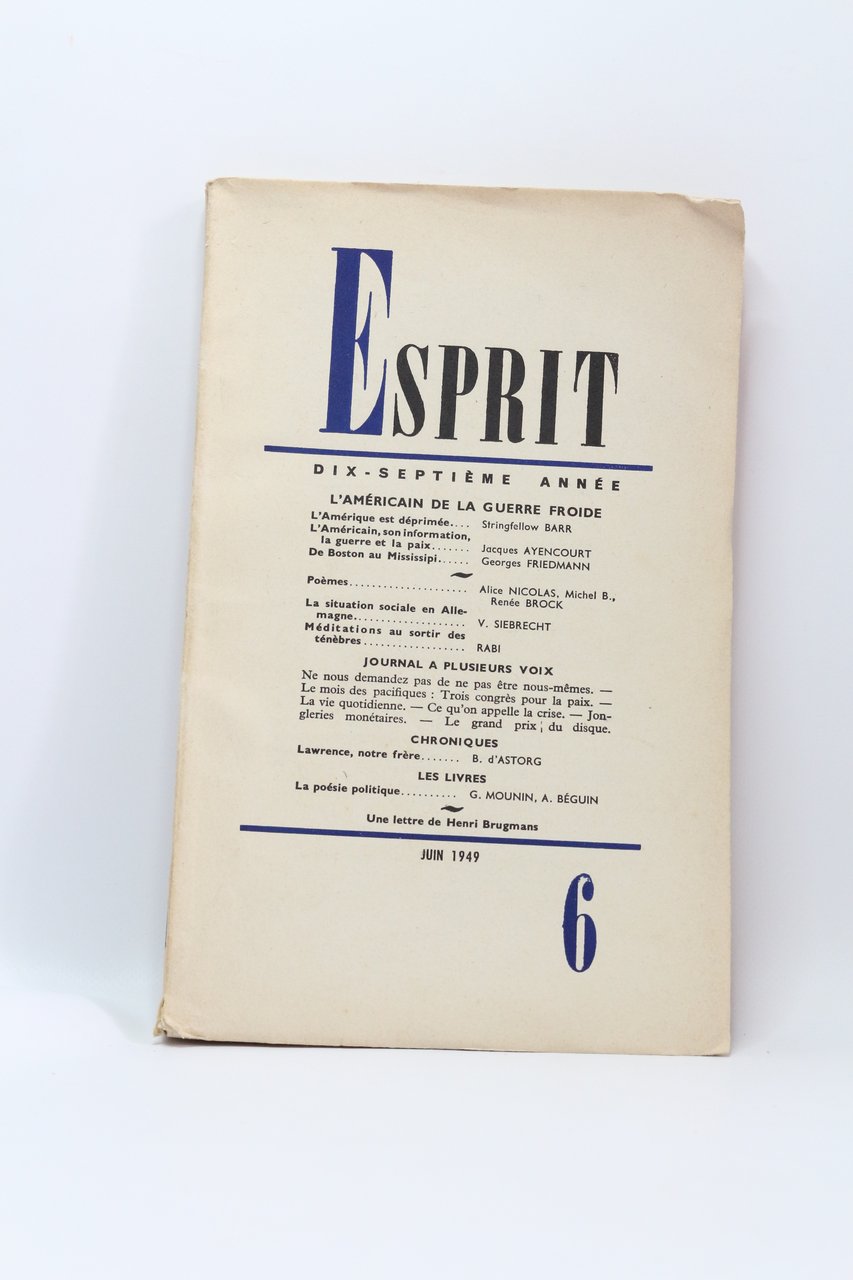 ESPRIT
DIX-SEPTIÈME ANNÉE
L'AMÉRICAIN DE LA GUERRE FROIDE
L'Amérique est déprimée.... Stringfellow BARR
L'Américain, son information,
la guerre et la paix....... Jacques AYENCOURT
De Boston au Mississipi...... Georges FRIEDMANN
Poèmes..................... Alice NICOLAS, Michel B.,
Renée BROCK
La situation sociale en Alle-
magne................... V. SIEBRECHT
Méditations au sortir des
ténèbres.................. RABI
JOURNAL A PLUSIEURS VOIX
Ne nous demandez pas de ne pas être nous-mêmes. —
Le mois des pacifiques : Trois congrès pour la paix. —
La vie quotidienne. — Ce qu'on appelle la crise. — Jon-
gleries monétaires. — Le grand prix du disque.
CHRONIQUES
Lawrence, notre frère....... B. d'ASTORG
LES LIVRES
La poésie politique.......... G. MOUNIN, A. BÉGUIN
Une lettre de Henri Brugmans
JUIN 1949
6